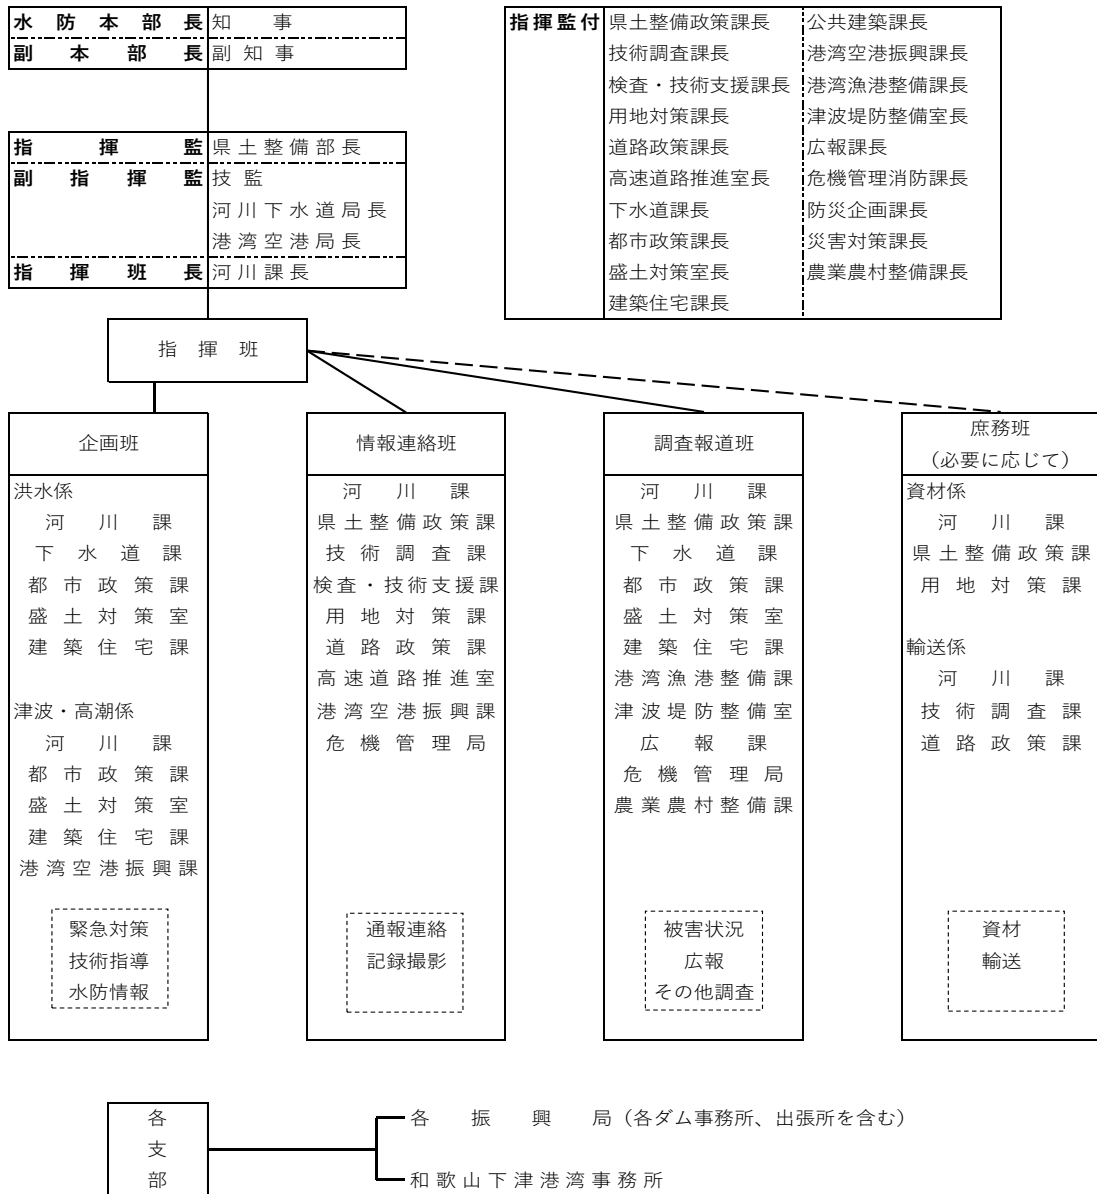 水防本部長 知事
副本部長 副知事
指揮監 県土整備部長
副指揮監 技監
河川下水道局長
港湾空港局長
指揮班長 河川課長
指揮監付 県土整備政策課長 公共建築課長
技術調査課長 港湾空港振興課長
検査・技術支援課長 港湾漁港整備課長
用地対策課長 津波堤防整備室長
道路政策課長 広報課長
高速道路推進室長 危機管理消防課長
下水道課長 防災企画課長
都市政策課長 災害対策課長
盛土対策室長 農業農村整備課長
建築住宅課長
指揮班
企画班
洪水係
河川課
下水道課
都市政策課
盛土対策室
建築住宅課
津波・高潮係
河川課
都市政策課
盛土対策室
建築住宅課
港湾空港振興課
緊急対策
技術指導
水防情報
情報連絡班
河川課
県土整備政策課
技術調査課
検査・技術支援課
用地対策課
道路政策課
高速道路推進室
港湾空港振興課
危機管理局
通報連絡
記録撮影
調査報道班
河川課
県土整備政策課
下水道課
都市政策課
盛土対策室
建築住宅課
港湾漁港整備課
津波堤防整備室
広報課
危機管理局
農業農村整備課
被害状況
広報
その他調査
庶務班
（必要に応じて）
資材係
河川課
県土整備政策課
用地対策課
輸送係
河川課
技術調査課
道路政策課
資材
輸送
各支部
各振興局（各ダム事務所、出張所を含む）
和歌山下津港湾事務所